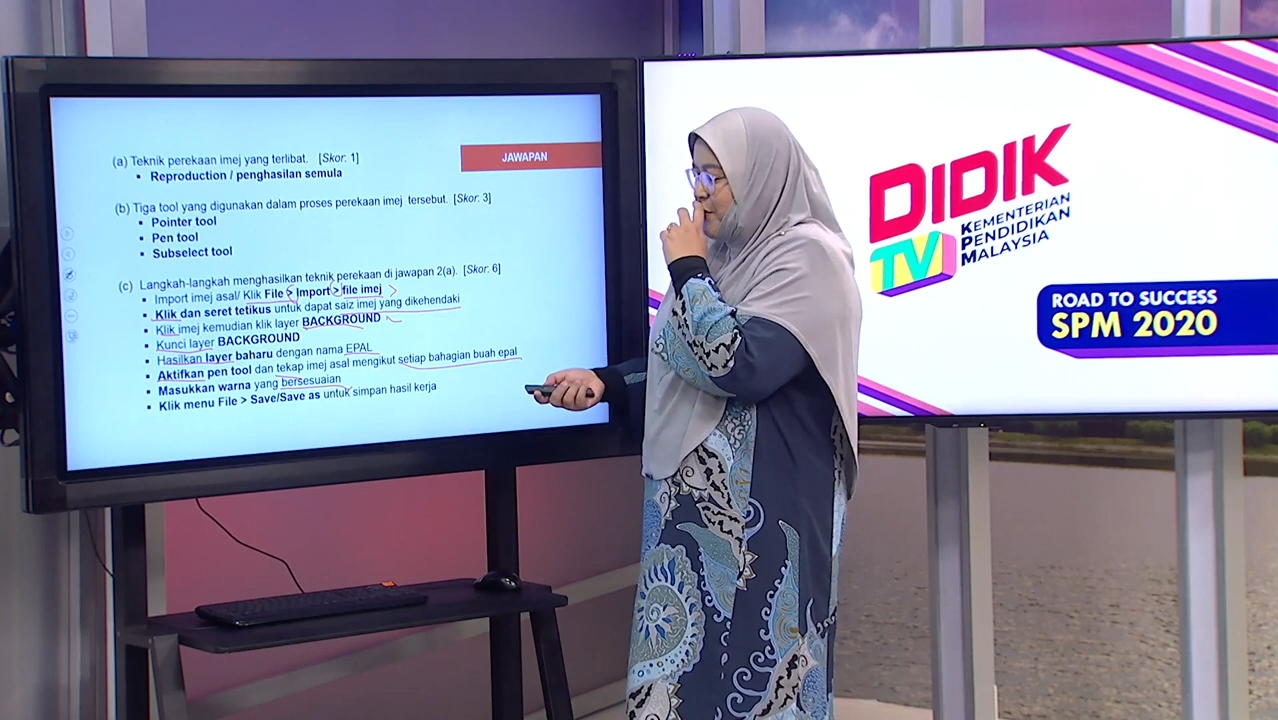 JAWAPAN
(a) Teknik perekaan imej yang terlibat. [Skor: 1]
▪ Reproduction / penghasilan semula
(b) Tiga tool yang digunakan dalam proses perekaan imej tersebut. [Skor: 3]
▪ Pointer tool
▪ Pen tool
▪ Subselect tool
(c) Langkah-langkah menghasilkan teknik perekaan di jawapan 2(a). [Skor: 6]
▪ Import imej asal/ Klik File < Import > file imej >
▪ Klik dan seret tetikus untuk dapat saiz imej yang dikehendaki
▪ Klik imej kemudian klik layer BACKGROUND
▪ Kunci layer BACKGROUND
▪ Hasilkan layer baharu dengan nama EPAL
▪ Aktifkan pen tool dan tekap imej asal mengikut setiap bahagian buah epal
▪ Masukkan warna yang bersesuaian
▪ Klik menu File > Save/Save as untuk simpan hasil kerja
DIDIK
TV
KEMENTERIAN
PENDIDIKAN
MALAYSIA
ROAD TO SUCCESS
SPM 2020